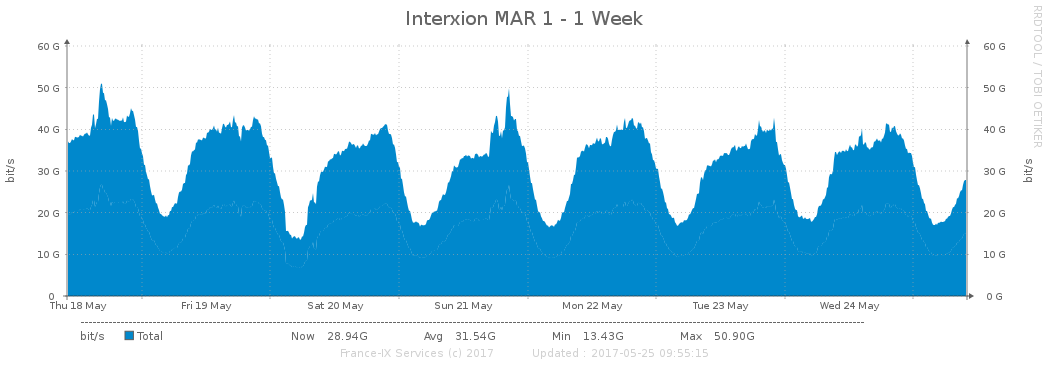 Interxion MAR 1 - 1 Week
RRDTOOL / TOBI OETIKER
60 G 60 G
50 G 50 G
40 G 40 G
30 G 30 G
20 G 20 G
10 G 10 G
0 0 G
bit/s bit/s
Thu 18 May Fri 19 May Sat 20 May Sun 21 May Mon 22 May Tue 23 May Wed 24 May
bit/s Total Now 28.94G Avg 31.54G Min 13.43G Max 50.90G
France-IX Services (c) 2017 Updated : 2017-05-25 09:55:15